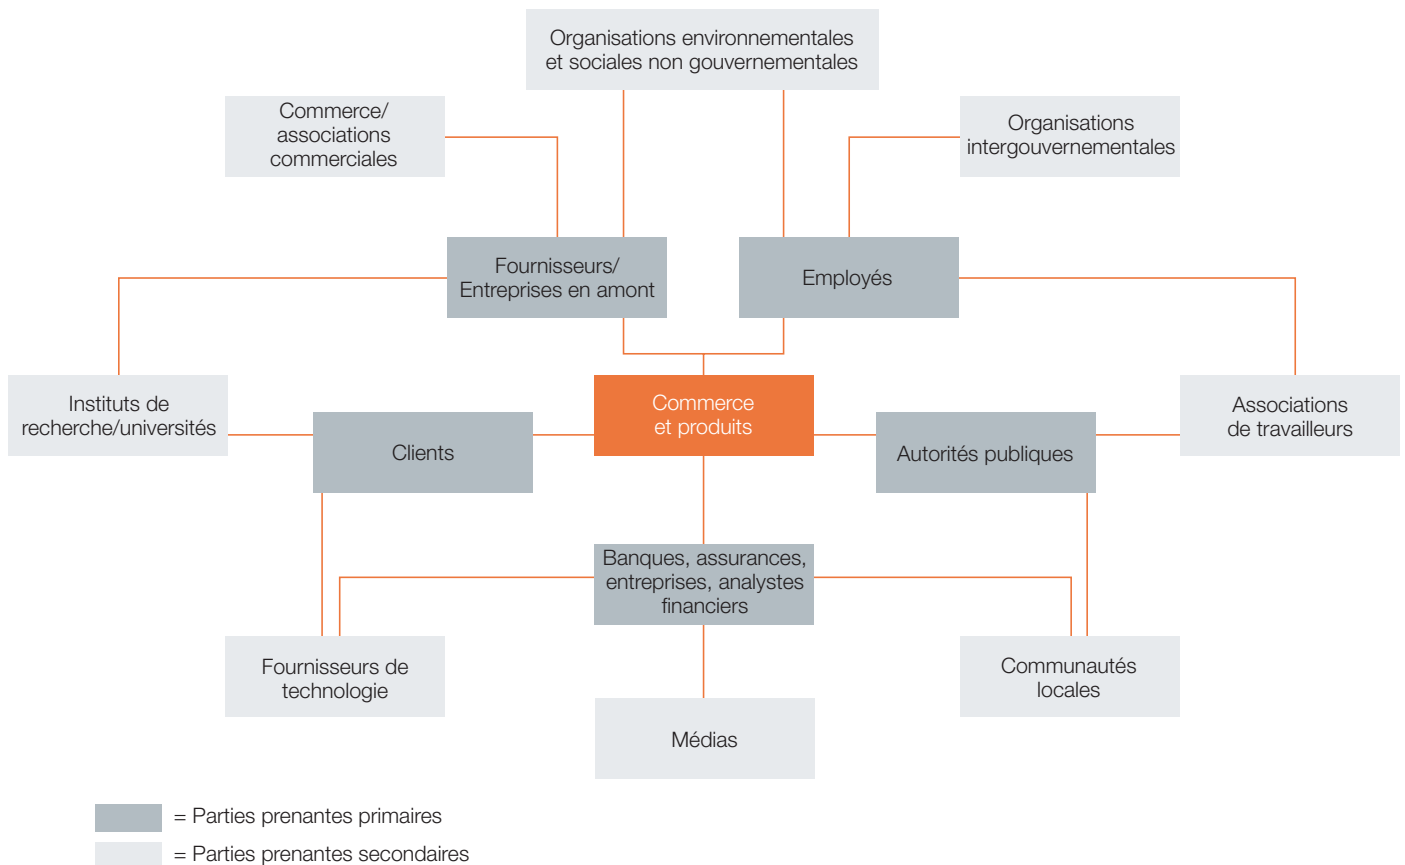 Organisations environnementales
et sociales non gouvernementales
Commerce/
associations
commerciales
Organisations
intergouvernementales
Fournisseurs/
Entreprises en amont
Employés
Instituts de
recherche/universités
Clients
Commerce
et produits
Autorités publiques
Associations
de travailleurs
Banques, assurances,
entreprises, analystes
financiers
Fournisseurs de
technologie
Médias
Communautés
locales
= Parties prenantes primaires
= Parties prenantes secondaires